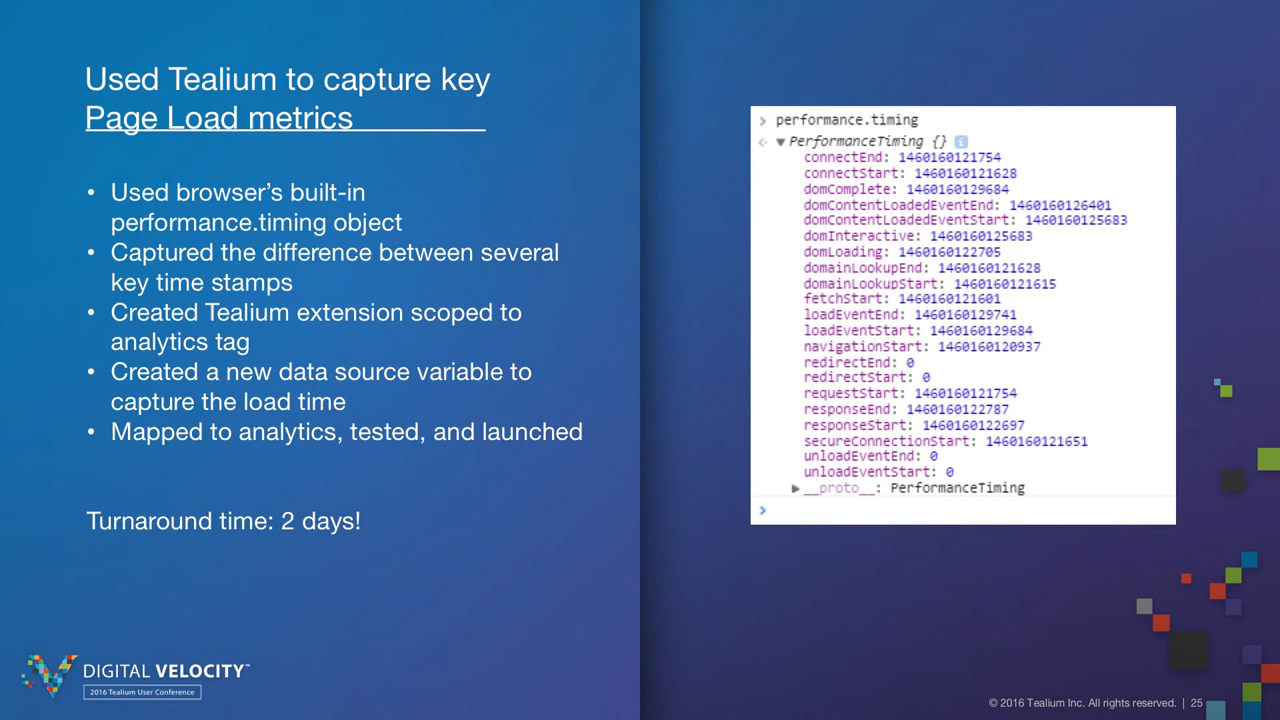 Used Tealium to capture key
Page Load metrics
• Used browser's built-in
performance.timing object
• Captured the difference between several
key time stamps
• Created Tealium extension scoped to
analytics tag
• Created a new data source variable to
capture the load time
• Mapped to analytics, tested, and launched
Turnaround time: 2 days!
performance.timing
PerformanceTiming {}
connectEnd: 1460160121754
connectStart: 1460160121628
domComplete: 1460160129684
domContentLoadedEventEnd: 1460160126401
domContentLoadedEventStart: 1460160125683
domInteractive: 1460160125683
domLoading: 1460160122705
domainLookupEnd: 1460160121628
domainLookupStart: 1460160121615
fetchStart: 1460160121601
loadEventEnd: 1460160129741
loadEventStart: 1460160129684
navigationStart: 1460160120937
redirectEnd: 0
redirectStart: 0
requestStart: 1460160121754
responseEnd: 1460160122787
responseStart: 1460160122697
secureConnectionStart: 1460160121651
unloadEventEnd: 0
unloadEventStart: 0
__proto__: PerformanceTiming
DIGITAL VELOCITY™
2016 Tealium User Conference
© 2016 Tealium Inc. All rights reserved. | 25